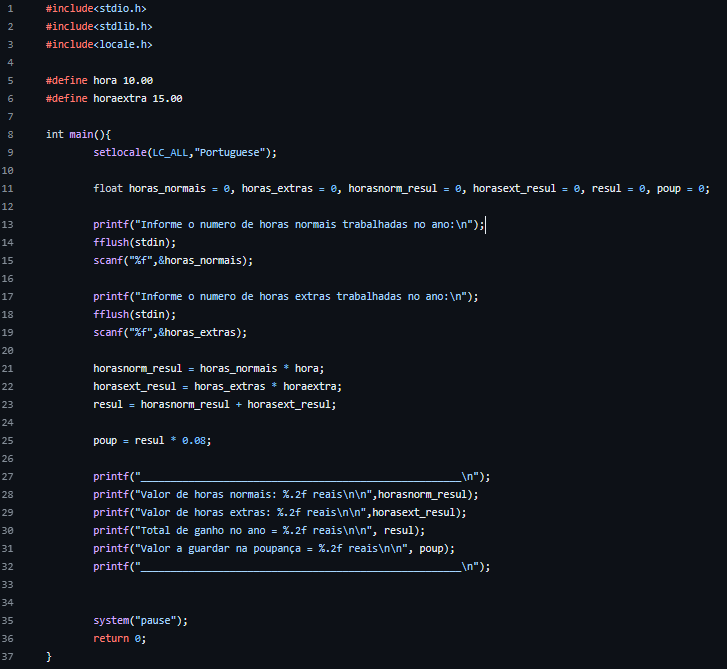 1 #include<stdio.h>
2 #include<stdlib.h>
3 #include<locale.h>
4
5 #define hora 10.00
6 #define horaextra 15.00
7
8 int main(){
9 setlocale(LC_ALL,"Portuguese");
10
11 float horas_normais = 0, horas_extras = 0, horasnorm_resul = 0, horasext_resul = 0, resul = 0, poup = 0;
12
13 printf("Informe o numero de horas normais trabalhadas no ano:\n");
14 fflush(stdin);
15 scanf("%f",&horas_normais);
16
17 printf("Informe o numero de horas extras trabalhadas no ano:\n");
18 fflush(stdin);
19 scanf("%f",&horas_extras);
20
21 horasnorm_resul = horas_normais * hora;
22 horasext_resul = horas_extras * horaextra;
23 resul = horasnorm_resul + horasext_resul;
24
25 poup = resul * 0.08;
26
27 printf("______________________________________________________\n");
28 printf("Valor de horas normais: %.2f reais\n\n",horasnorm_resul);
29 printf("Valor de horas extras: %.2f reais\n\n",horasext_resul);
30 printf("Total de ganho no ano = %.2f reais\n\n", resul);
31 printf("Valor a guardar na poupança = %.2f reais\n\n", poup);
32 printf("______________________________________________________\n");
33
34
35 system("pause");
36 return 0;
37 }